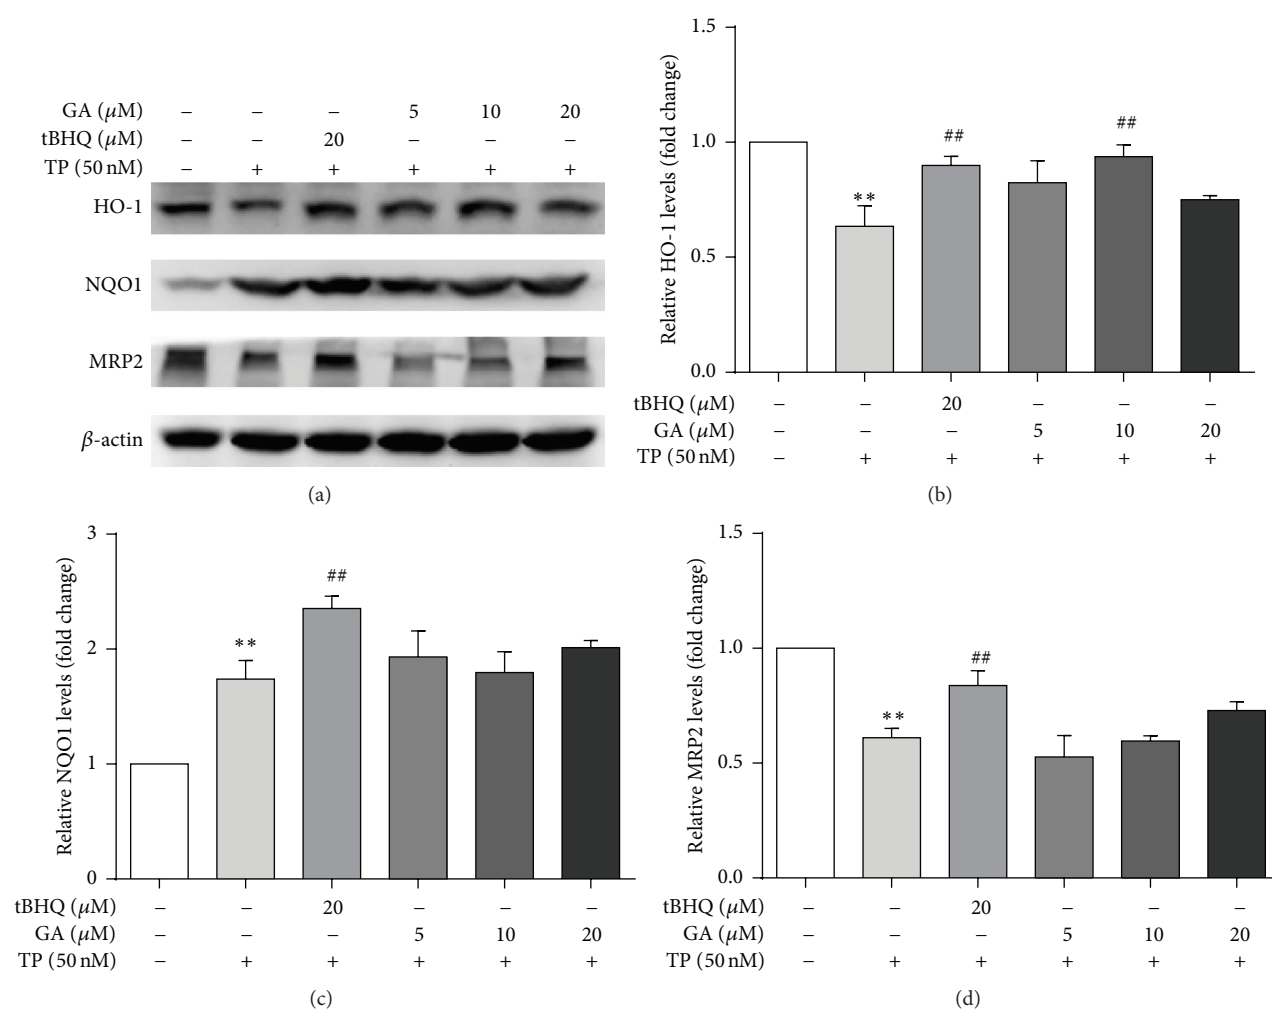 GA (μM) – – – 5 10 20
tBHQ (μM) – – 20 – – –
TP (50 nM) – + + + + +
HO-1
NQO1
MRP2
β-actin
(a)
Relative HO-1 levels (fold change)
1.5
1.0
0.5
0.0
**
##
##
tBHQ (μM) – – 20 – – –
GA (μM) – – – 5 10 20
TP (50 nM) – + + + + +
(b)
Relative NQO1 levels (fold change)
3
2
1
0
**
##
tBHQ (μM) – – 20 – – –
GA (μM) – – – 5 10 20
TP (50 nM) – + + + + +
(c)
Relative MRP2 levels (fold change)
1.5
1.0
0.5
0.0
**
##
tBHQ (μM) – – 20 – – –
GA (μM) – – – 5 10 20
TP (50 nM) – + + + + +
(d)